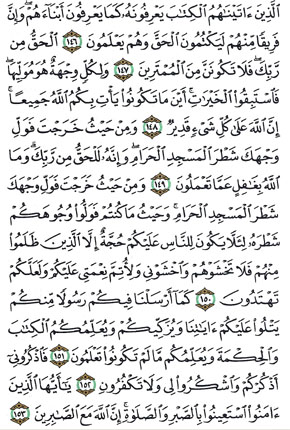 ٱلَّذِينَ ءَاتَيْنَٰهُمُ ٱلْكِتَٰبَ يَعْرِفُونَهُۥ كَمَا يَعْرِفُونَ أَبْنَآءَهُمْ ۖ وَإِنَّ
فَرِيقًا مِّنْهُمْ لَيَكْتُمُونَ ٱلْحَقَّ وَهُمْ يَعْلَمُونَ ١٤٦ ٱلْحَقُّ مِن
رَّبِّكَ ۖ فَلَا تَكُونَنَّ مِنَ ٱلْمُمْتَرِينَ ١٤٧ وَلِكُلٍّ وِجْهَةٌ هُوَ مُوَلِّيهَا ۖ
فَٱسْتَبِقُوا۟ ٱلْخَيْرَٰتِ ۚ أَيْنَ مَا تَكُونُوا۟ يَأْتِ بِكُمُ ٱللَّهُ جَمِيعًا ۚ
إِنَّ ٱللَّهَ عَلَىٰ كُلِّ شَىْءٍ قَدِيرٌ ١٤٨ وَمِنْ حَيْثُ خَرَجْتَ فَوَلِّ
وَجْهَكَ شَطْرَ ٱلْمَسْجِدِ ٱلْحَرَامِ ۖ وَإِنَّهُۥ لَلْحَقُّ مِن رَّبِّكَ ۗ وَمَا
ٱللَّهُ بِغَٰفِلٍ عَمَّا تَعْمَلُونَ ١٤٩ وَمِنْ حَيْثُ خَرَجْتَ فَوَلِّ وَجْهَكَ
شَطْرَ ٱلْمَسْجِدِ ٱلْحَرَامِ ۚ وَحَيْثُ مَا كُنتُمْ فَوَلُّوا۟ وُجُوهَكُمْ
شَطْرَهُۥ لِئَلَّا يَكُونَ لِلنَّاسِ عَلَيْكُمْ حُجَّةٌ إِلَّا ٱلَّذِينَ ظَلَمُوا۟
مِنْهُمْ فَلَا تَخْشَوْهُمْ وَٱخْشَوْنِى وَلِأُتِمَّ نِعْمَتِى عَلَيْكُمْ وَلَعَلَّكُمْ
تَهْتَدُونَ ١٥٠ كَمَآ أَرْسَلْنَا فِيكُمْ رَسُولًا مِّنكُمْ
يَتْلُوا۟ عَلَيْكُمْ ءَايَٰتِنَا وَيُزَكِّيكُمْ وَيُعَلِّمُكُمُ ٱلْكِتَٰبَ
وَٱلْحِكْمَةَ وَيُعَلِّمُكُم مَّا لَمْ تَكُونُوا۟ تَعْلَمُونَ ١٥١ فَٱذْكُرُونِىٓ
أَذْكُرْكُمْ وَٱشْكُرُوا۟ لِى وَلَا تَكْفُرُونِ ١٥٢ يَٰٓأَيُّهَا ٱلَّذِينَ
ءَامَنُوا۟ ٱسْتَعِينُوا۟ بِٱلصَّبْرِ وَٱلصَّلَوٰةِ ۚ إِنَّ ٱللَّهَ مَعَ ٱلصَّٰبِرِينَ ١٥٣